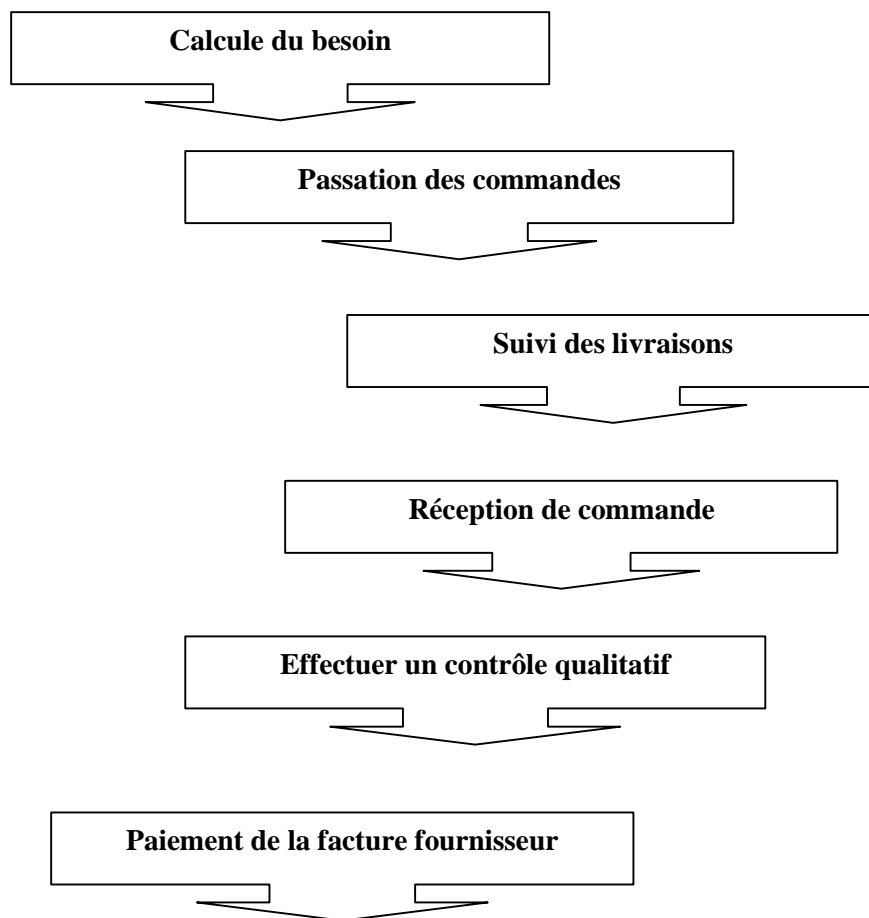 Calcule du besoin
Passation des commandes
Suivi des livraisons
Réception de commande
Effectuer un contrôle qualitatif
Paiement de la facture fournisseur